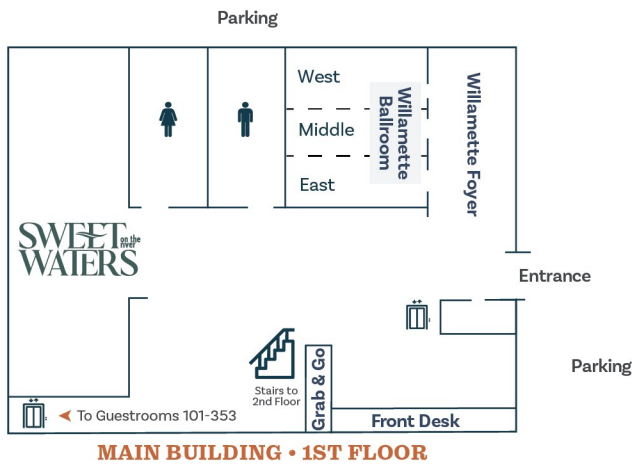 Parking
West
Middle
East
Willamette
Ballroom
Willamette Foyer
SWEET on the river
WATERS
Entrance
Parking
Stairs to
2nd Floor
Grab & Go
To Guestrooms 101-353
Front Desk
MAIN BUILDING • 1ST FLOOR